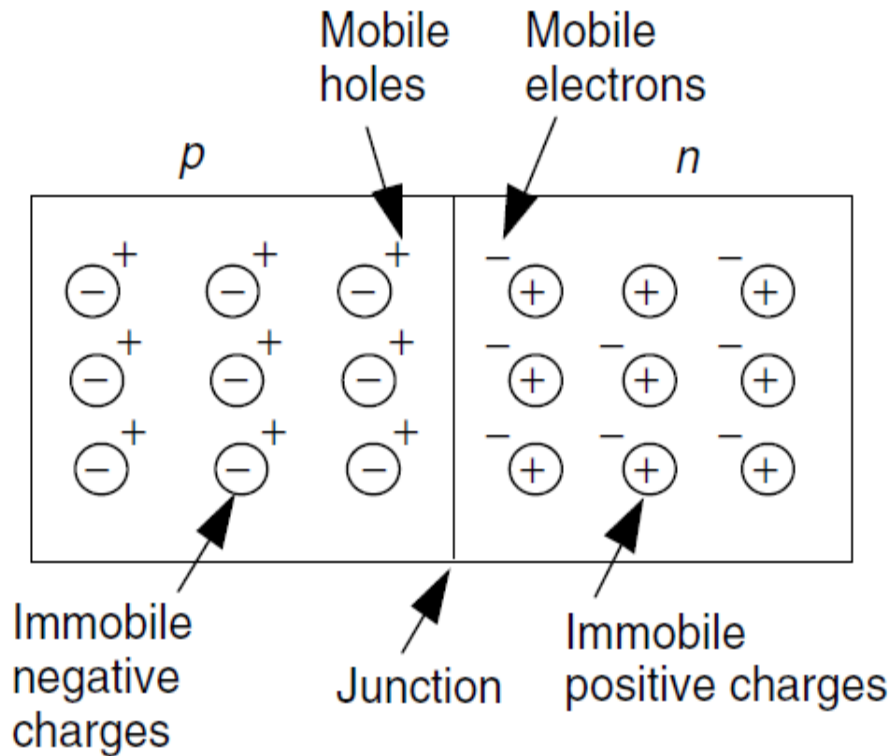 Mobile
holes
Mobile
electrons
p
n
+ + + − −
− − − + + +
+ + + − − −
− − − + + +
+ + + − − −
− − − + + +
Immobile
negative
charges
Junction
Immobile
positive charges